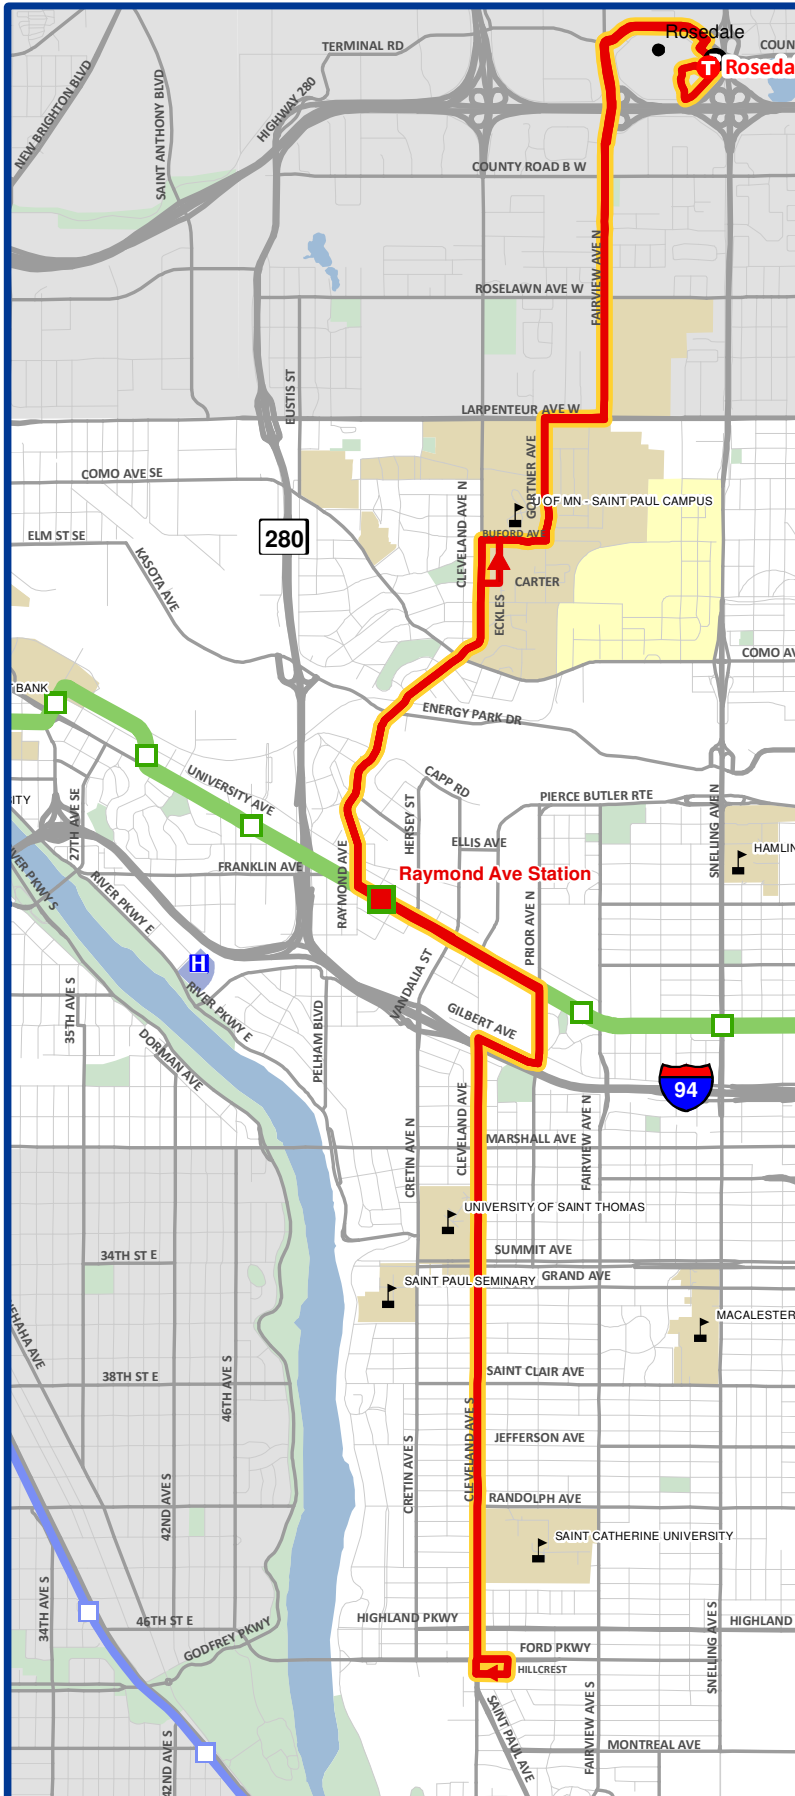 Rosedale
TERMINAL RD
COUN
Roseda
T
NEW BRIGHTON BLVD
SAINT ANTHONY BLVD
HIGHWAY 280
COUNTY ROAD B W
FAIRVIEW AVE N
ROSELAWN AVE W
EUSTIS ST
LARPENTEUR AVE W
COMO AVE SE
GORTNER AVE
CLEVELAND AVE N
U OF MN - SAINT PAUL CAMPUS
ELM ST SE
280
BUFORD AVE
KASOTA AVE
CARTER
ECKLES
COMO AV
BANK
ENERGY PARK DR
UNIVERSITY AVE
CAPP RD
PIERCE BUTLER RTE
SITY
27TH AVE SE
HERSEY ST
SNELLING AVE N
ELLIS AVE
HAMLIN
FRANKLIN AVE
RAYMOND AVE
Raymond Ave Station
VER PKWY S
RIVER PKWY E
PRIOR AVE N
H
VANDALIA ST
RIVER PKWY E
35TH AVE S
GILBERT AVE
PELHAM BLVD
DORMAN AVE
94
CLEVELAND AVE
CRETIN AVE N
FAIRVIEW AVE N
MARSHALL AVE
UNIVERSITY OF SAINT THOMAS
34TH ST E
SUMMIT AVE
GRAND AVE
SAINT PAUL SEMINARY
MACALESTER
EHAHA AVE
38TH ST E
46TH AVE S
SAINT CLAIR AVE
CLEVELAND AVE S
JEFFERSON AVE
CRETIN AVE S
42ND AVE S
RANDOLPH AVE
SAINT CATHERINE UNIVERSITY
34TH AVE S
46TH ST E
HIGHLAND PKWY
HIGHLAND
GODFREY PKWY
FORD PKWY
SNELLING AVE S
HILLCREST
SAINT PAUL AVE
FAIRVIEW AVE S
MONTREAL AVE
42ND AVE S